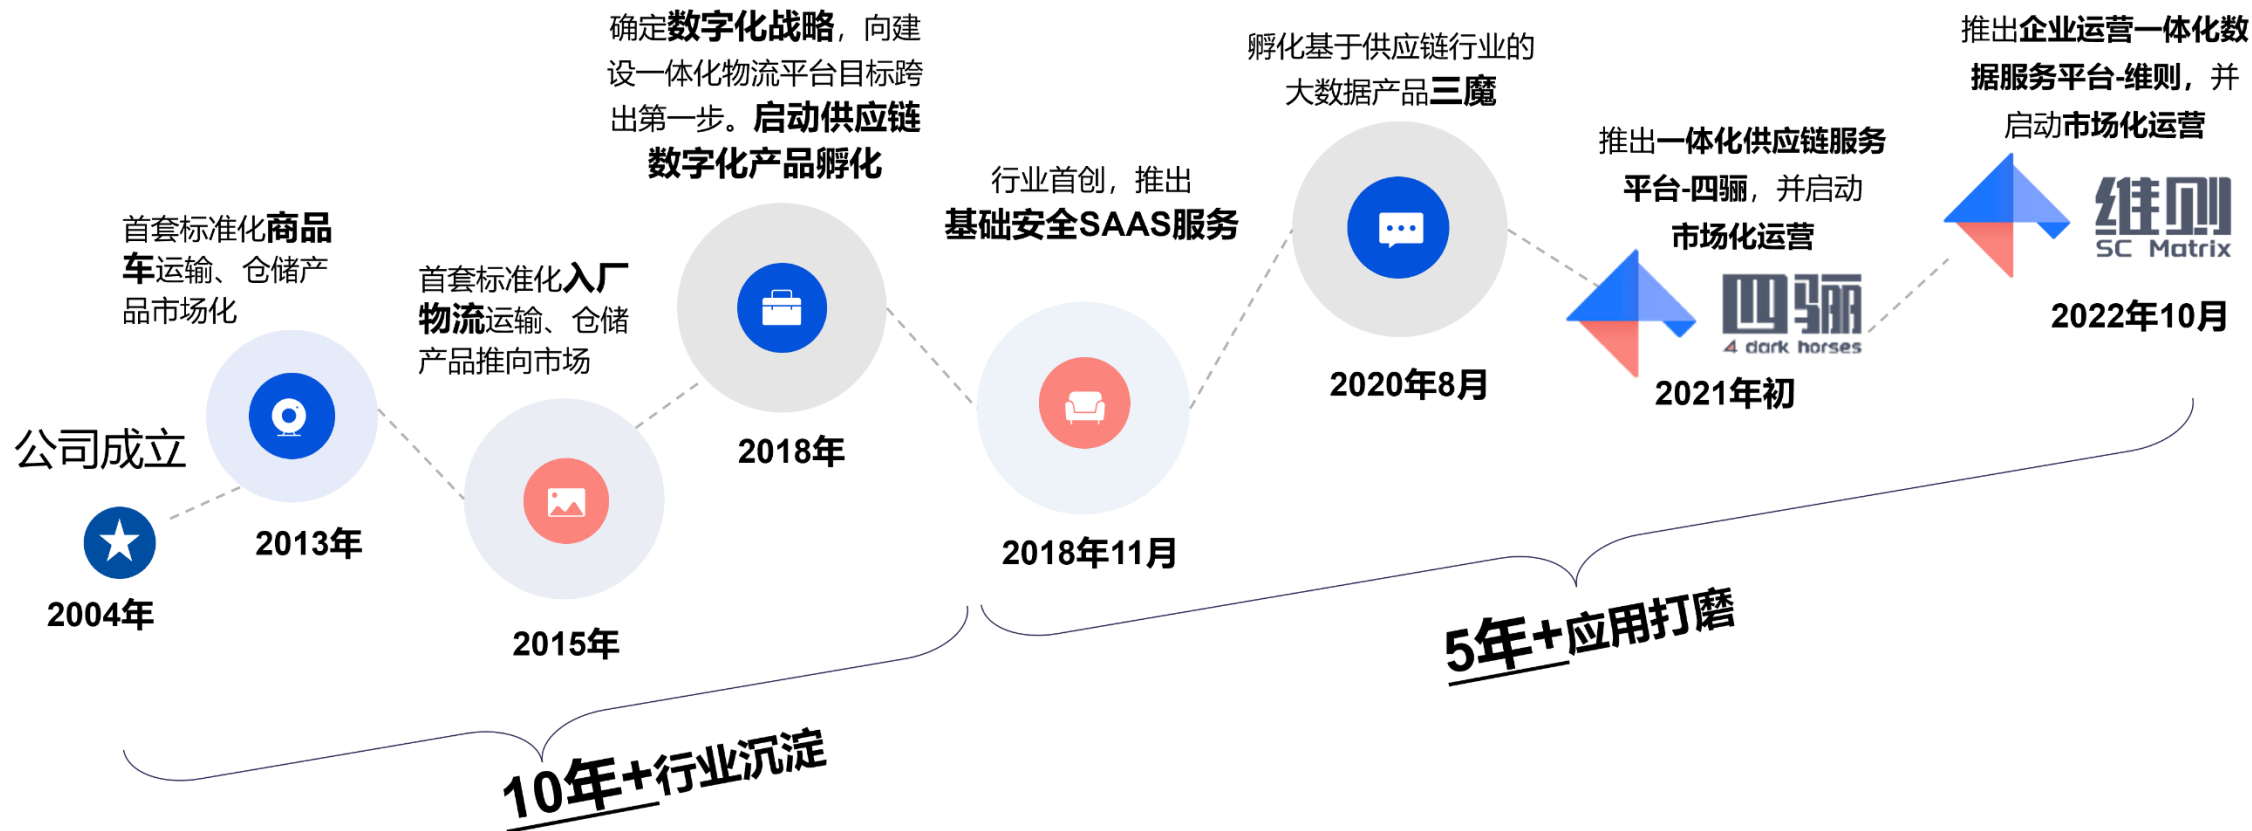 公司成立
2004年
首套标准化商品
车运输、仓储产
品市场化
2013年
首套标准化入厂
物流运输、仓储
产品推向市场
2015年
确定数字化战略，向建
设一体化物流平台目标跨
出第一步。启动供应链
数字化产品孵化
2018年
行业首创，推出
基础安全SAAS服务
2018年11月
孵化基于供应链行业的
大数据产品三魔
2020年8月
推出一体化供应链服务
平台-四骊，并启动
市场化运营
四骊
4 dark horses
2021年初
推出企业运营一体化数
据服务平台-维则，并
启动市场化运营
维则
SC Matrix
2022年10月
10年+行业沉淀
5年+应用打磨